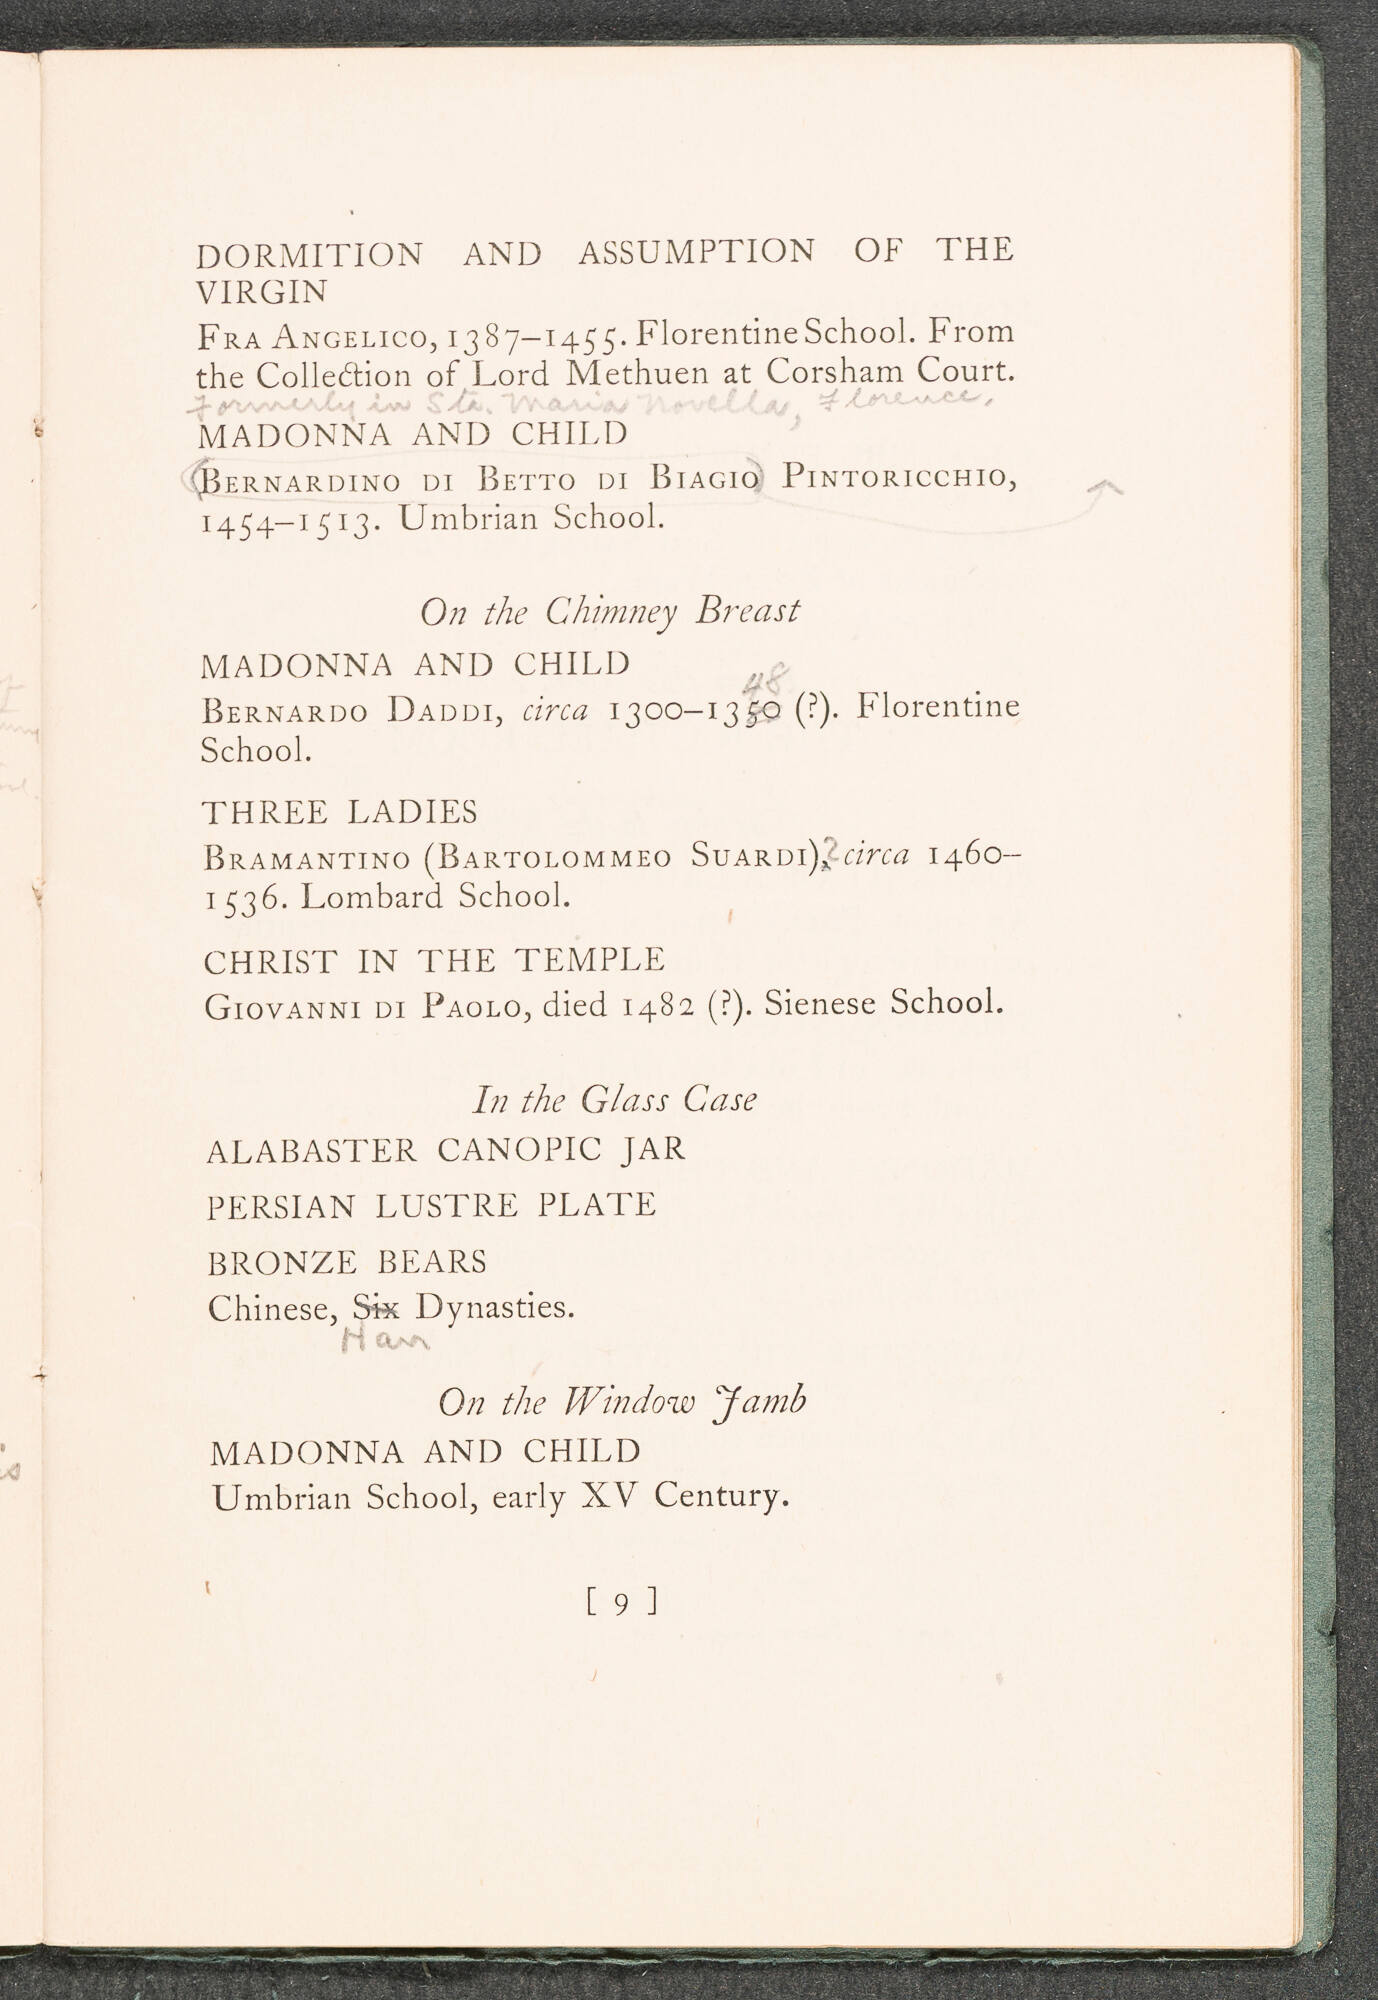 DORMITION AND ASSUMPTION OF THE
VIRGIN
FRA ANGELICO, 1387–1455. Florentine School. From
the Collection of Lord Methuen at Corsham Court.
Formerly in Sta. Maria Novella, Florence.
MADONNA AND CHILD
(BERNARDINO DI BETTO DI BIAGIO) PINTORICCHIO,
1454–1513. Umbrian School.
On the Chimney Breast
MADONNA AND CHILD
48
BERNARDO DADDI, circa 1300–1350 (?). Florentine
School.
THREE LADIES
BRAMANTINO (BARTOLOMMEO SUARDI),? circa 1460–
1536. Lombard School.
CHRIST IN THE TEMPLE
GIOVANNI DI PAOLO, died 1482 (?). Sienese School.
In the Glass Case
ALABASTER CANOPIC JAR
PERSIAN LUSTRE PLATE
BRONZE BEARS
Chinese, Six Dynasties.
Han
On the Window Jamb
MADONNA AND CHILD
Umbrian School, early XV Century.
[ 9 ]